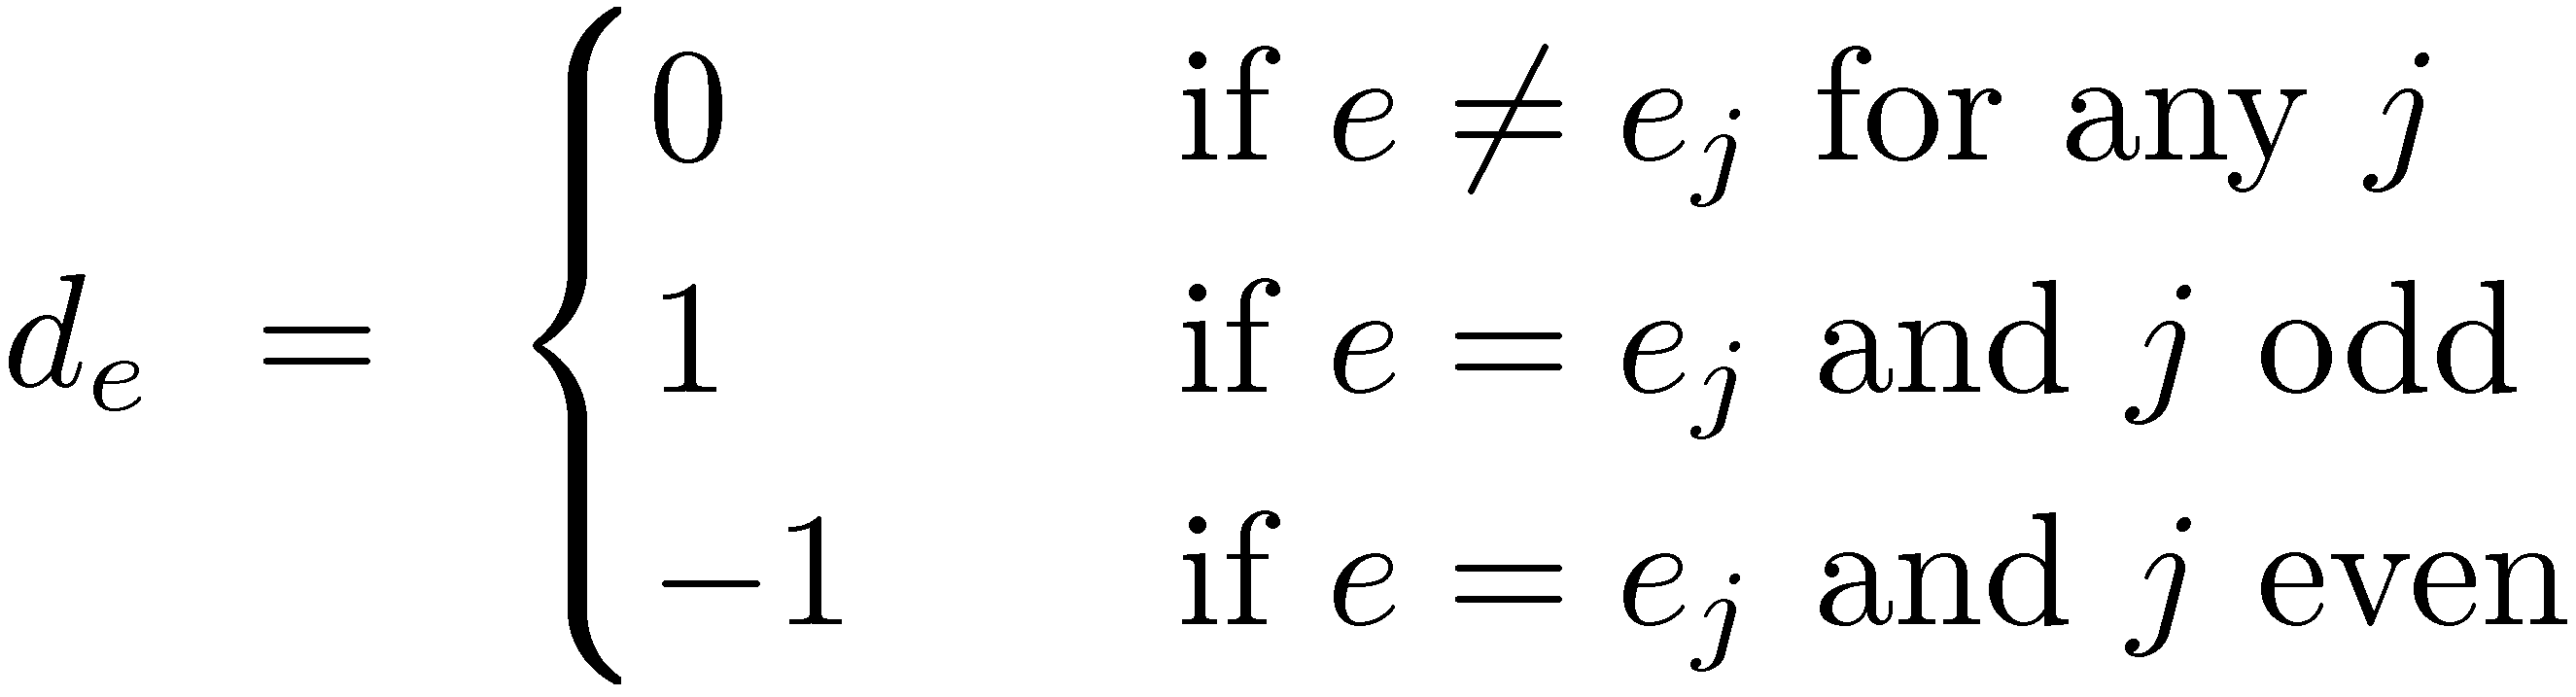 0 if e ≠ e_j for any j
d_e = { 1 if e = e_j and j odd
−1 if e = e_j and j even